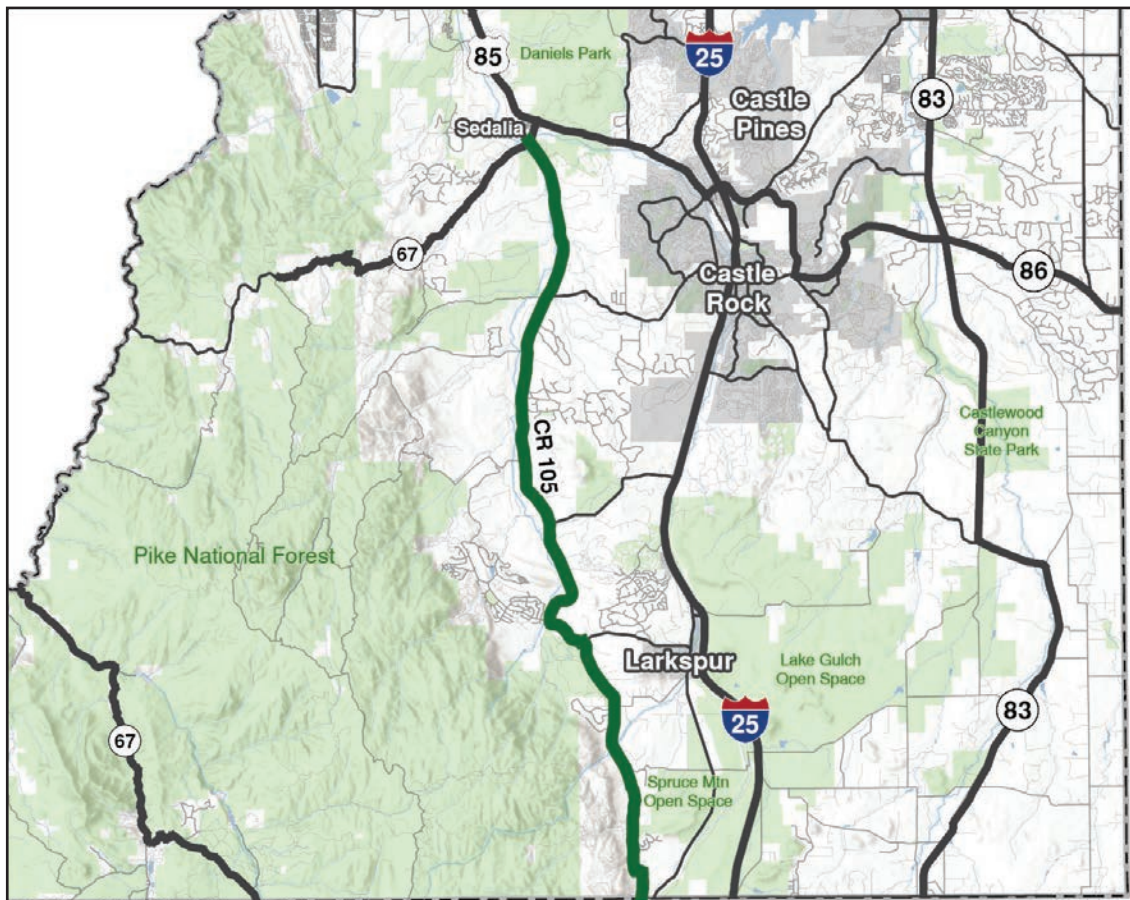 85
Daniels Park
25
Castle
Pines
83
Sedalia
67
Castle
Rock
86
CR 105
Castlewood
Canyon
State Park
Pike National Forest
Larkspur
Lake Gulch
Open Space
67
25
83
Spruce Mtn
Open Space